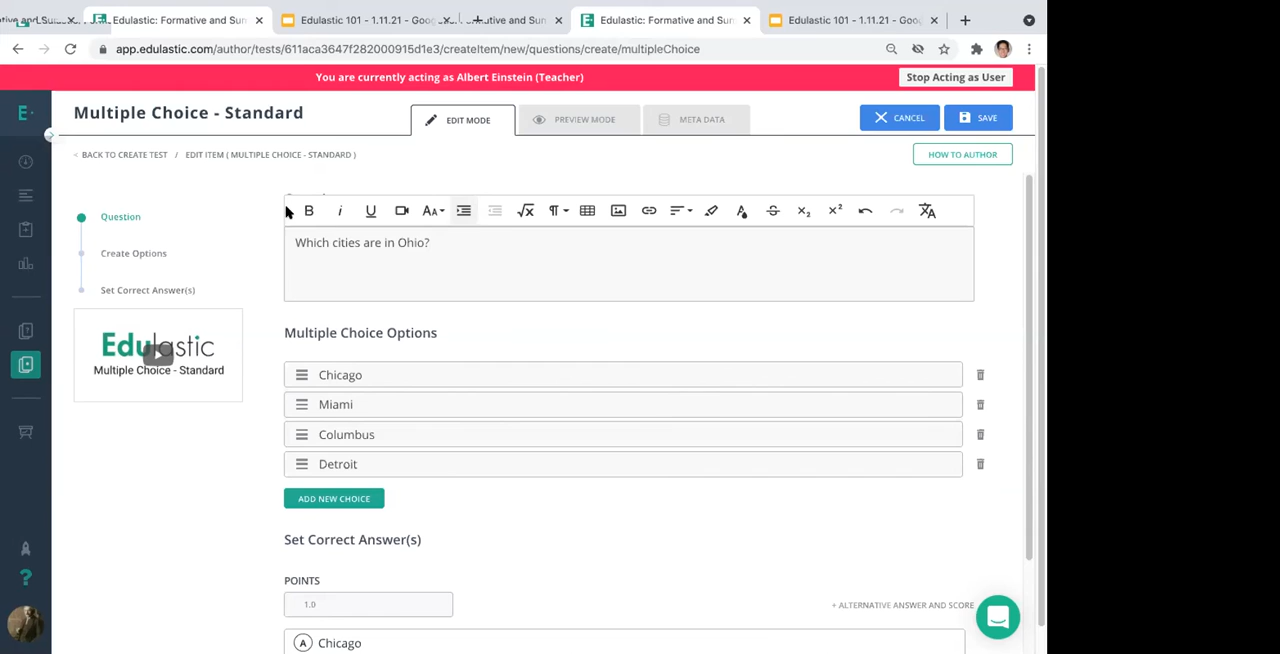 Edulastic: Formative and Sum
Edulastic 101 - 1.11.21 - Goo
ative and Sum
Edulastic: Formative and Sum
Edulastic 101 - 1.11.21 - Goo
app.edulastic.com/author/tests/611aca3647f282000915d1e3/createItem/new/questions/create/multipleChoice
You are currently acting as Albert Einstein (Teacher)
Stop Acting as User
E
Multiple Choice - Standard
EDIT MODE
PREVIEW MODE
META DATA
CANCEL
SAVE
< BACK TO CREATE TEST / EDIT ITEM ( MULTIPLE CHOICE - STANDARD )
HOW TO AUTHOR
Question
Create Options
Set Correct Answer(s)
Edulastic
Multiple Choice - Standard
Which cities are in Ohio?
Multiple Choice Options
Chicago
Miami
Columbus
Detroit
ADD NEW CHOICE
Set Correct Answer(s)
POINTS
1.0
+ ALTERNATIVE ANSWER AND SCORE
A Chicago